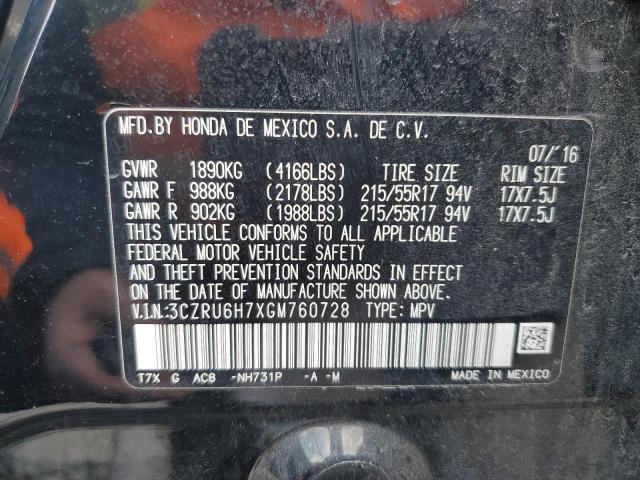 MFD.BY HONDA DE MEXICO S.A. DE C.V.
07/'16
GVWR 1890KG (4166LBS) TIRE SIZE RIM SIZE
GAWR F 988KG (2178LBS) 215/55R17 94V 17X7.5J
GAWR R 902KG (1988LBS) 215/55R17 94V 17X7.5J
THIS VEHICLE CONFORMS TO ALL APPLICABLE
FEDERAL MOTOR VEHICLE SAFETY
AND THEFT PREVENTION STANDARDS IN EFFECT
ON THE DATE OF MANUFACTURE SHOWN ABOVE.
V.I.N.:3CZRU6H7XGM760728 TYPE: MPV
T7X G AC8 -NH731P -A -M MADE IN MEXICO